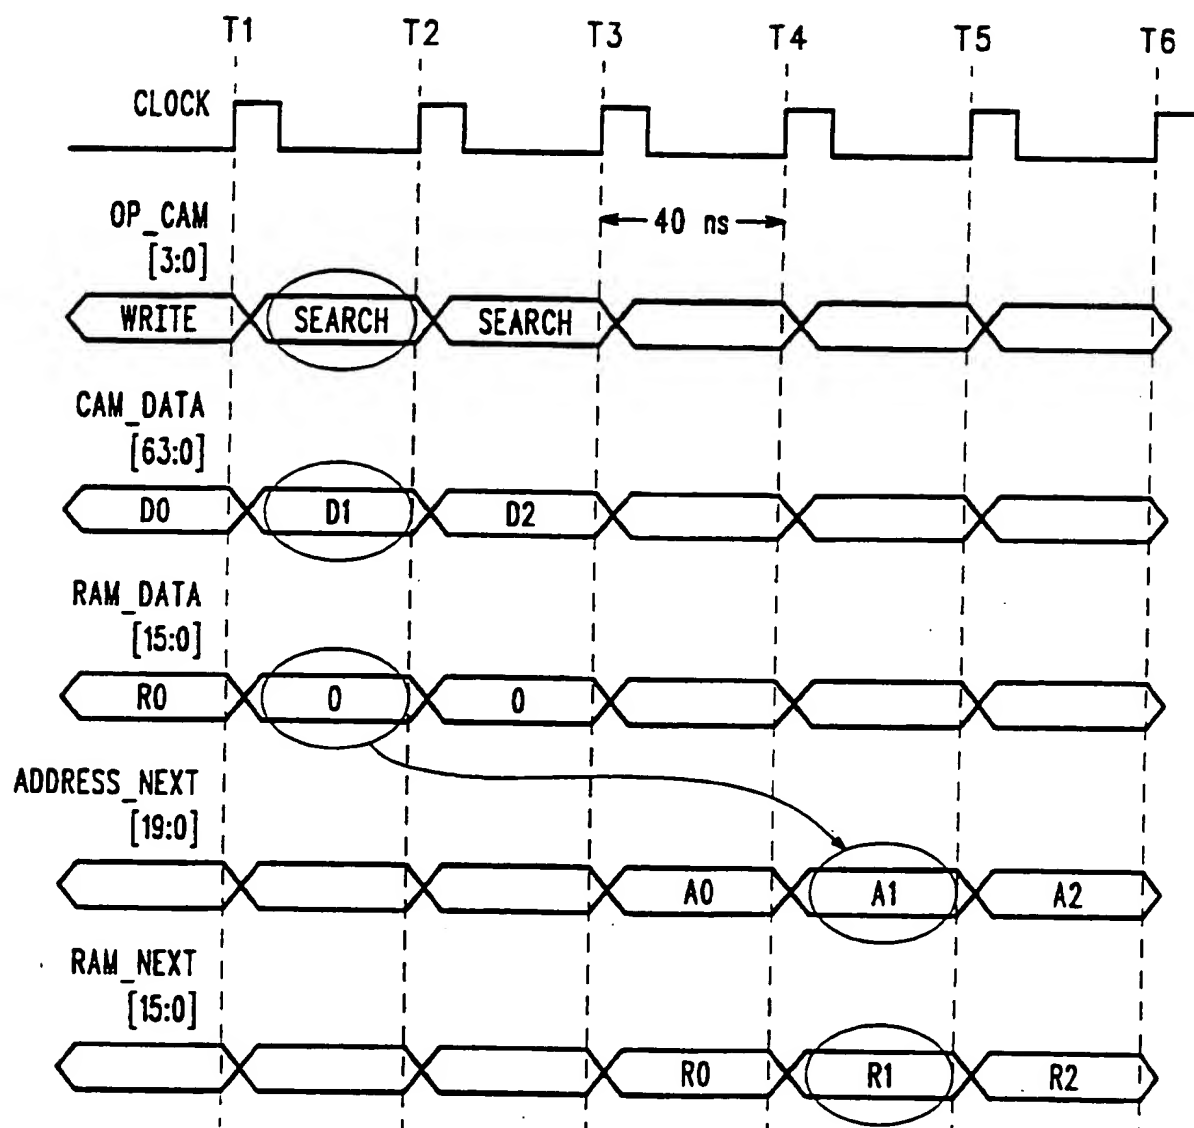 T1 T2 T3 T4 T5 T6
CLOCK
OP_CAM
[3:0]
40 ns
WRITE SEARCH SEARCH
CAM_DATA
[63:0]
D0 D1 D2
RAM_DATA
[15:0]
R0 0 0
ADDRESS_NEXT
[19:0]
A0 A1 A2
RAM_NEXT
[15:0]
R0 R1 R2